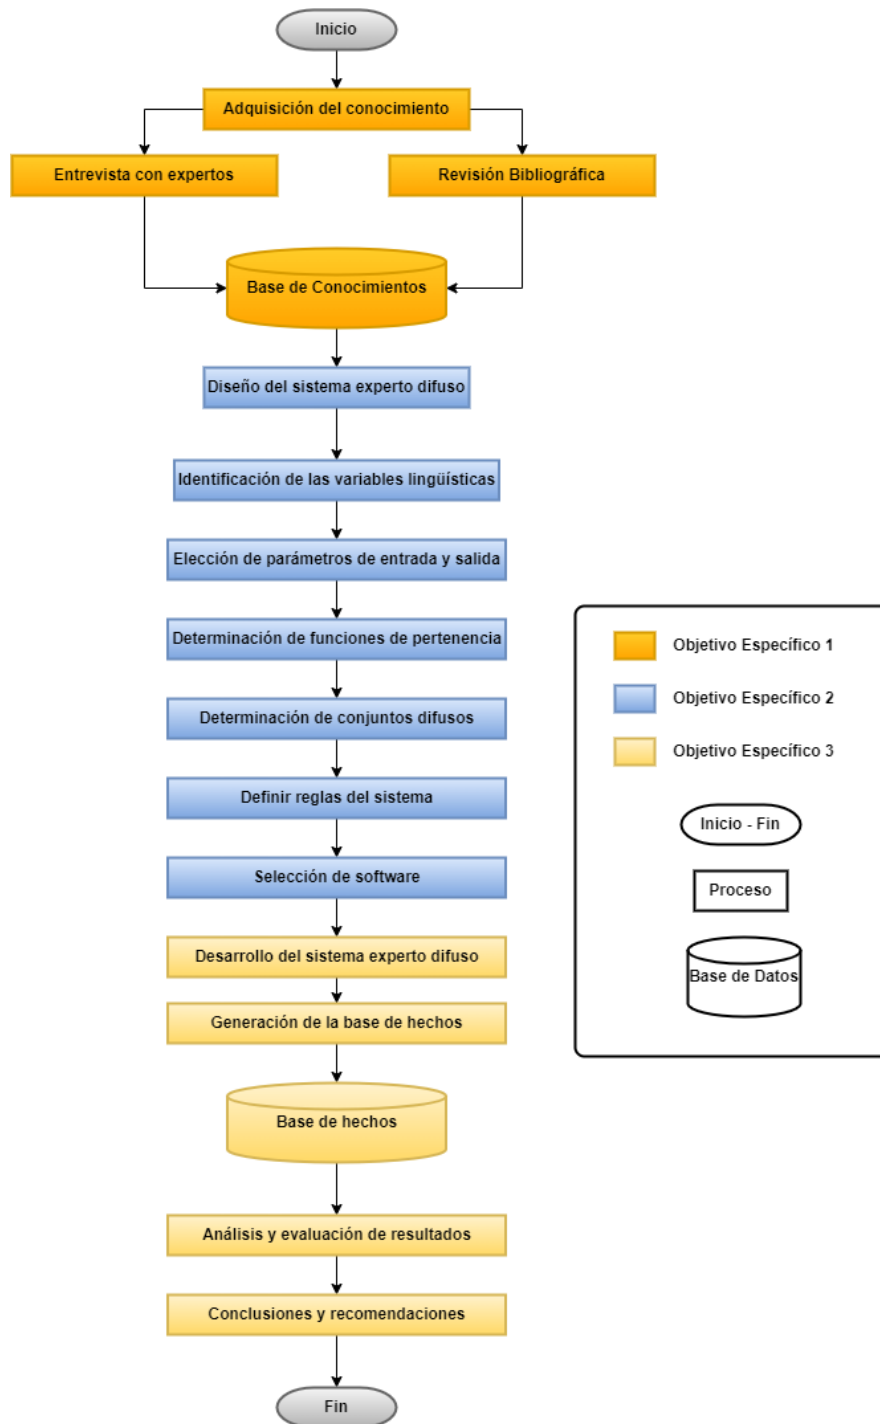 Inicio
Adquisición del conocimiento
Entrevista con expertos
Revisión Bibliográfica
Base de Conocimientos
Diseño del sistema experto difuso
Identificación de las variables lingüísticas
Elección de parámetros de entrada y salida
Determinación de funciones de pertenencia
Determinación de conjuntos difusos
Definir reglas del sistema
Selección de software
Desarrollo del sistema experto difuso
Generación de la base de hechos
Base de hechos
Análisis y evaluación de resultados
Conclusiones y recomendaciones
Fin
Objetivo Específico 1
Objetivo Específico 2
Objetivo Específico 3
Inicio - Fin
Proceso
Base de Datos